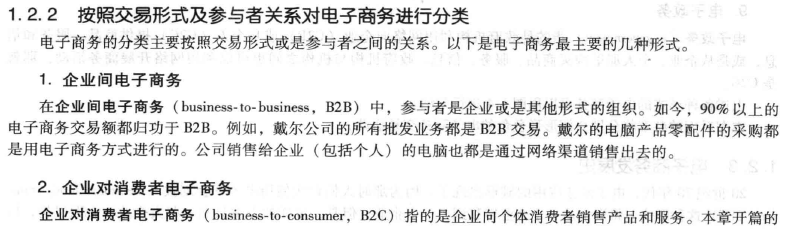 1.2.2 按照交易形式及参与者关系对电子商务进行分类
电子商务的分类主要按照交易形式或是参与者之间的关系。以下是电子商务最主要的几种形式。
1. 企业间电子商务
在企业间电子商务（business-to-business，B2B）中，参与者是企业或是其他形式的组织。如今，90%以上的
电子商务交易额都归功于B2B。例如，戴尔公司的所有批发业务都是B2B交易。戴尔的电脑产品零配件的采购都
是用电子商务方式进行的。公司销售给企业（包括个人）的电脑也都是通过网络渠道销售出去的。
2. 企业对消费者电子商务
企业对消费者电子商务（business-to-consumer，B2C）指的是企业向个体消费者销售产品和服务。本章开篇的